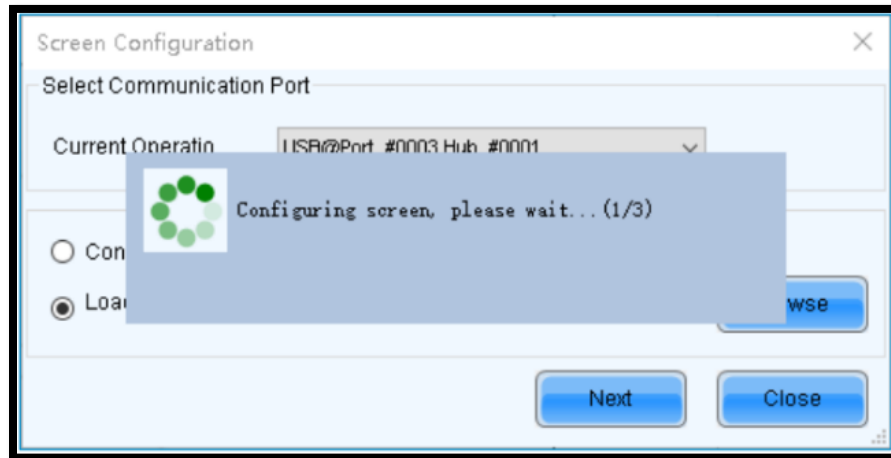 Screen Configuration
Select Communication Port
Current Operatio
USB@Port_#0003.Hub_#0001
Configuring screen, please wait...(1/3)
Con
Loa
wse
Next
Close